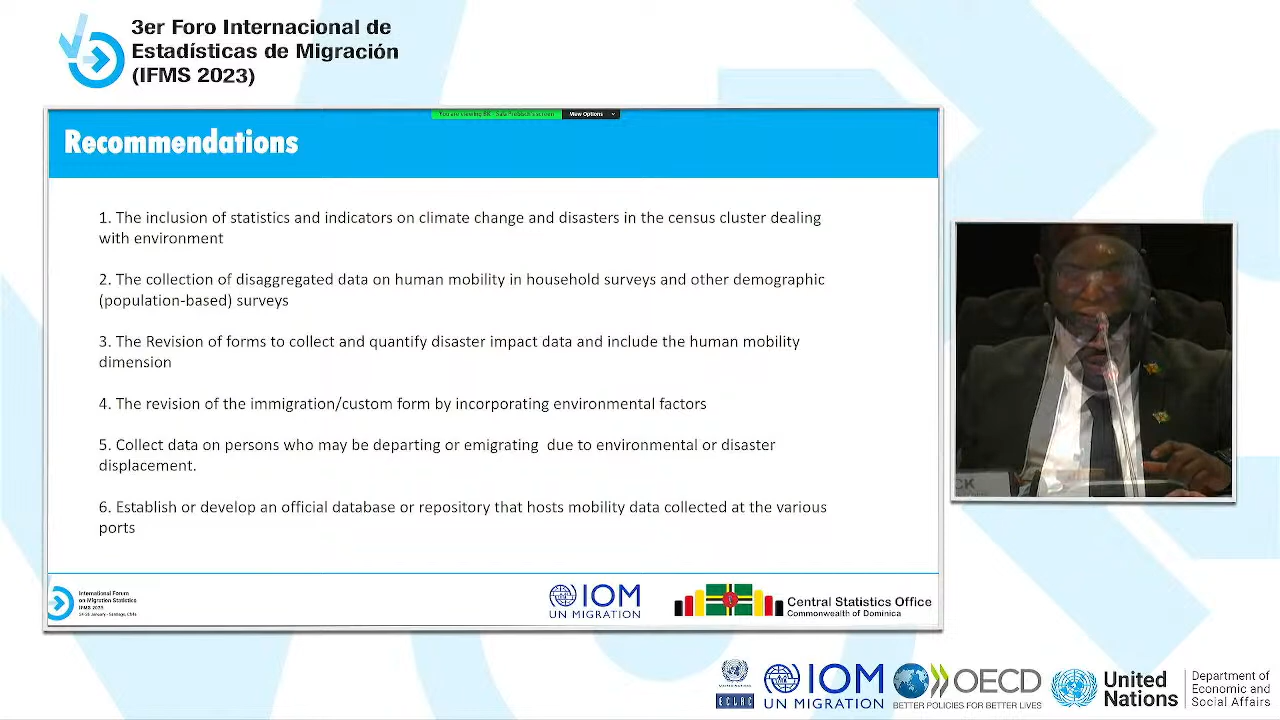 3er Foro Internacional de
Estadísticas de Migración
(IFMS 2023)
View Options
Recommendations
1. The inclusion of statistics and indicators on climate change and disasters in the census cluster dealing
with environment
2. The collection of disaggregated data on human mobility in household surveys and other demographic
(population-based) surveys
3. The Revision of forms to collect and quantify disaster impact data and include the human mobility
dimension
4. The revision of the immigration/custom form by incorporating environmental factors
5. Collect data on persons who may be departing or emigrating due to environmental or disaster
displacement.
6. Establish or develop an official database or repository that hosts mobility data collected at the various
ports
CK
International Forum
on Migration Statistics
IFMS 2023
IOM
UN MIGRATION
Central Statistics Office
Commonwealth of Dominica
UNITED NATIONS
ECLAC
IOM
UN MIGRATION
OECD
BETTER POLICIES FOR BETTER LIVES
United
Nations
Department of
Economic and
Social Affairs